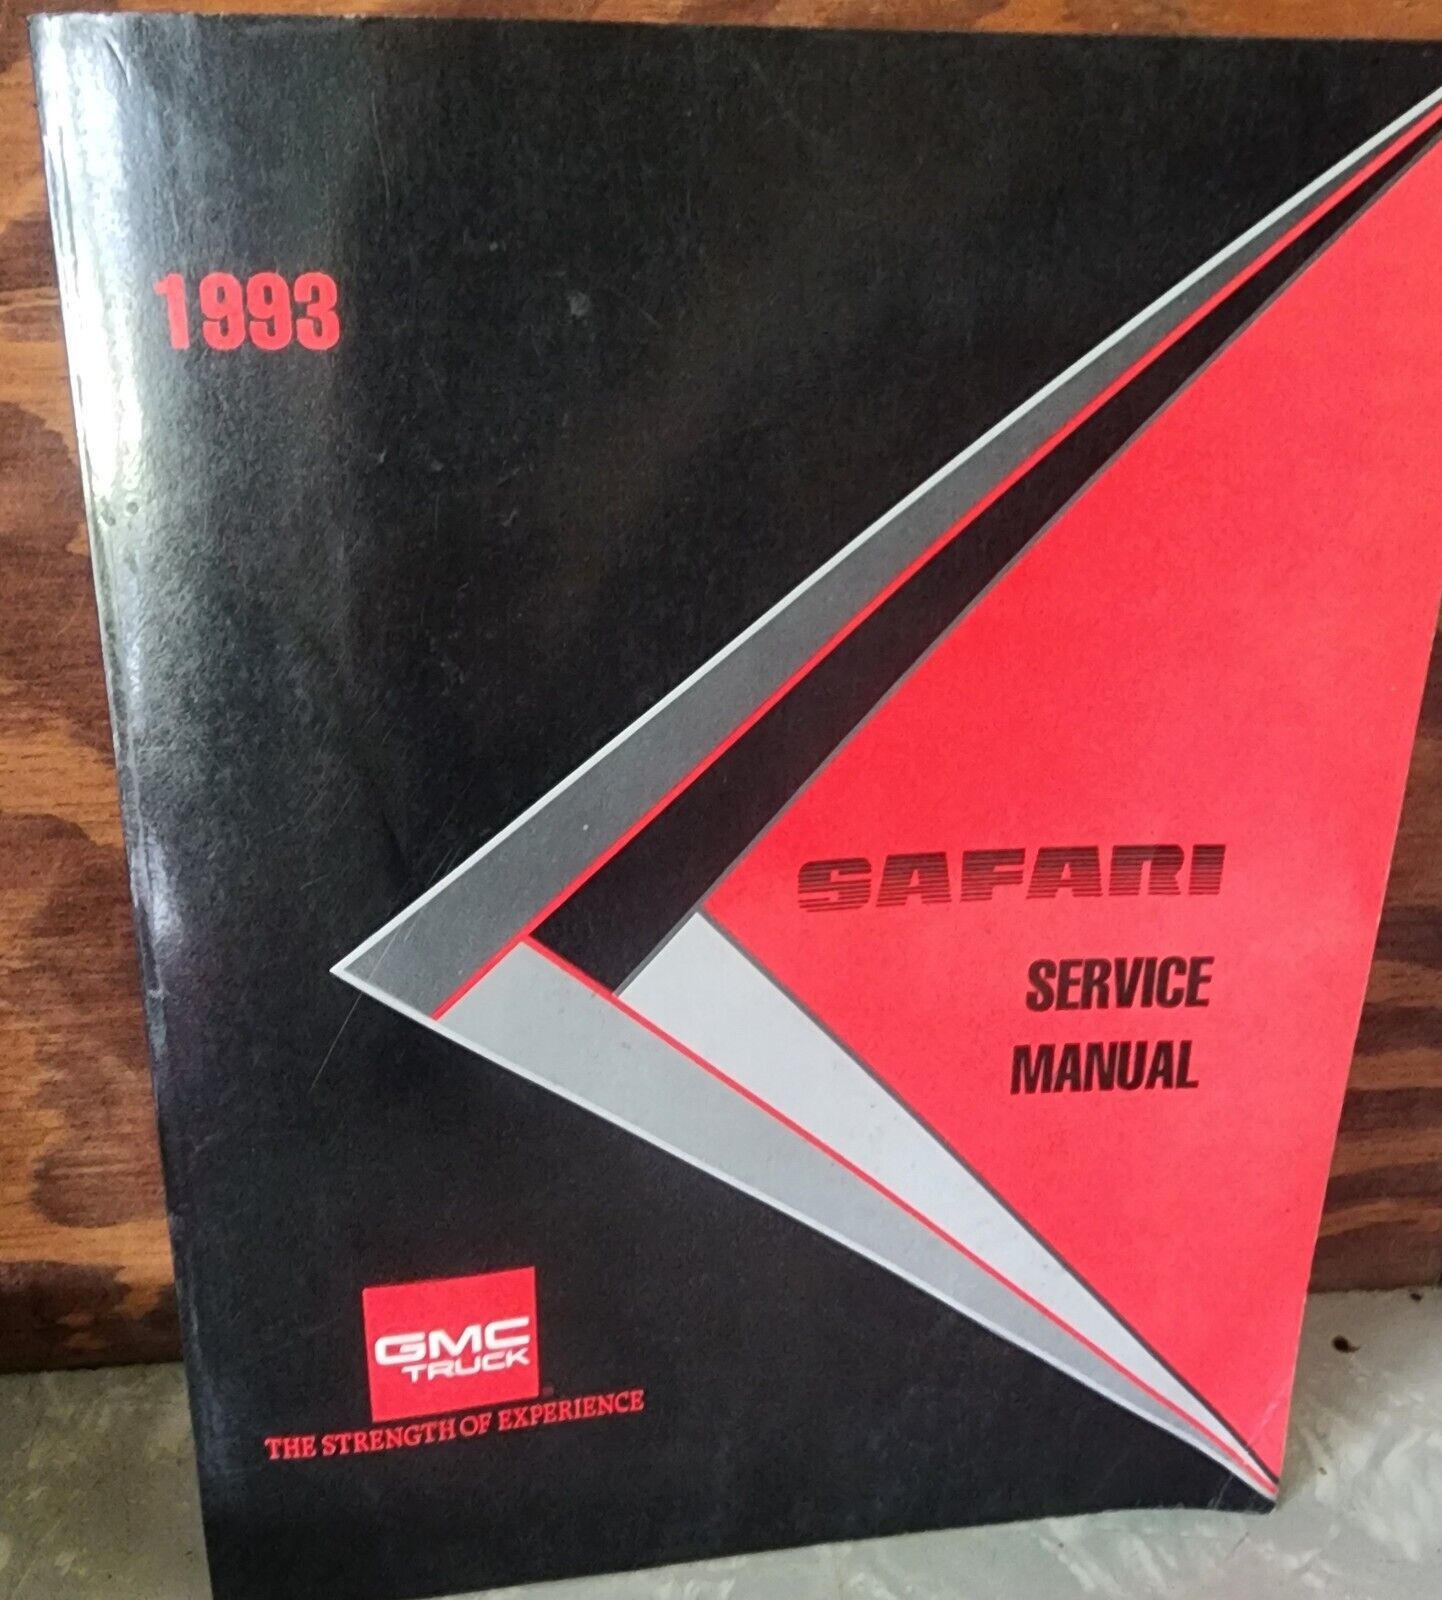 1993
SAFARI
SERVICE
MANUAL
GMC
TRUCK
THE STRENGTH OF EXPERIENCE